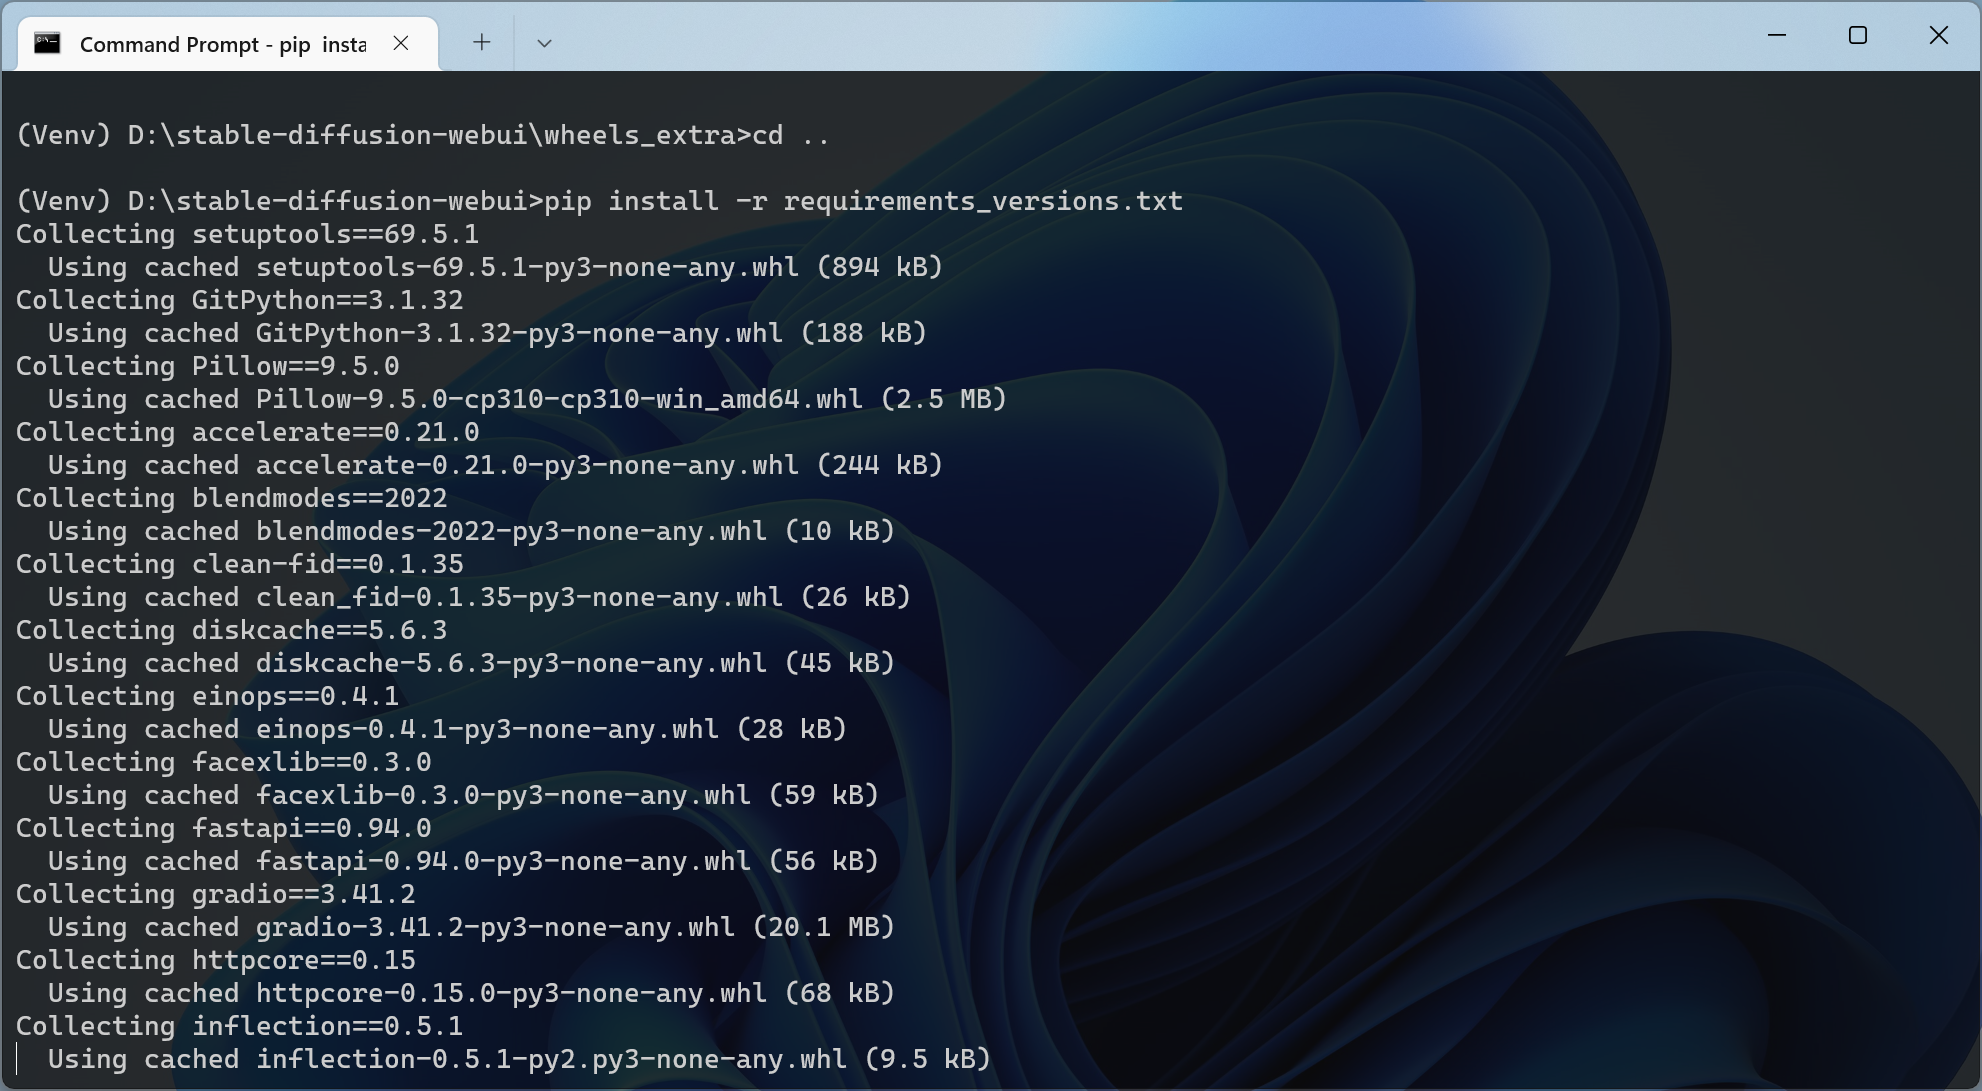 Command Prompt - pip  insta
(Venv) D:\stable-diffusion-webui\wheels_extra>cd ..
(Venv) D:\stable-diffusion-webui>pip install -r requirements_versions.txt
Collecting setuptools==69.5.1
  Using cached setuptools-69.5.1-py3-none-any.whl (894 kB)
Collecting GitPython==3.1.32
  Using cached GitPython-3.1.32-py3-none-any.whl (188 kB)
Collecting Pillow==9.5.0
  Using cached Pillow-9.5.0-cp310-cp310-win_amd64.whl (2.5 MB)
Collecting accelerate==0.21.0
  Using cached accelerate-0.21.0-py3-none-any.whl (244 kB)
Collecting blendmodes==2022
  Using cached blendmodes-2022-py3-none-any.whl (10 kB)
Collecting clean-fid==0.1.35
  Using cached clean_fid-0.1.35-py3-none-any.whl (26 kB)
Collecting diskcache==5.6.3
  Using cached diskcache-5.6.3-py3-none-any.whl (45 kB)
Collecting einops==0.4.1
  Using cached einops-0.4.1-py3-none-any.whl (28 kB)
Collecting facexlib==0.3.0
  Using cached facexlib-0.3.0-py3-none-any.whl (59 kB)
Collecting fastapi==0.94.0
  Using cached fastapi-0.94.0-py3-none-any.whl (56 kB)
Collecting gradio==3.41.2
  Using cached gradio-3.41.2-py3-none-any.whl (20.1 MB)
Collecting httpcore==0.15
  Using cached httpcore-0.15.0-py3-none-any.whl (68 kB)
Collecting inflection==0.5.1
  Using cached inflection-0.5.1-py2.py3-none-any.whl (9.5 kB)